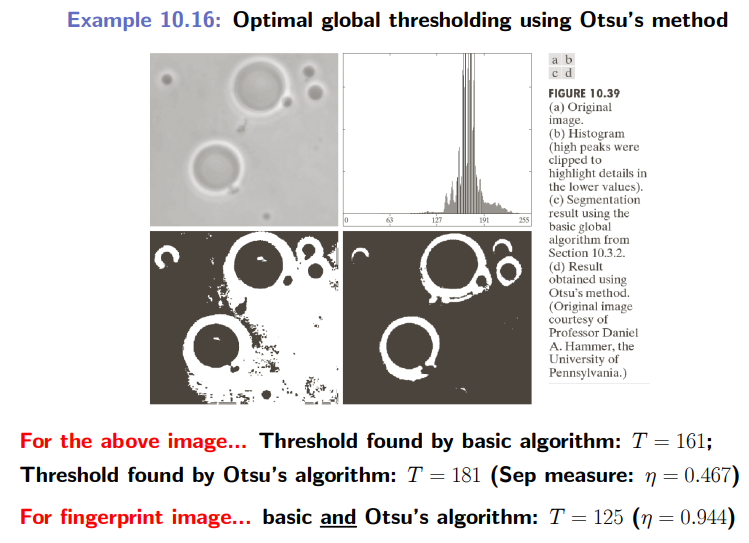 Example 10.16: Optimal global thresholding using Otsu's method
a b
c d
FIGURE 10.39
(a) Original
image.
(b) Histogram
(high peaks were
clipped to
highlight details in
the lower values).
(c) Segmentation
result using the
basic global
algorithm from
Section 10.3.2.
(d) Result
obtained using
Otsu's method.
(Original image
courtesy of
Professor Daniel
A. Hammer, the
University of
Pennsylvania.)
0 63 127 191 255
For the above image... Threshold found by basic algorithm: T = 161;
Threshold found by Otsu's algorithm: T = 181 (Sep measure: η = 0.467)
For fingerprint image... basic and Otsu's algorithm: T = 125 (η = 0.944)